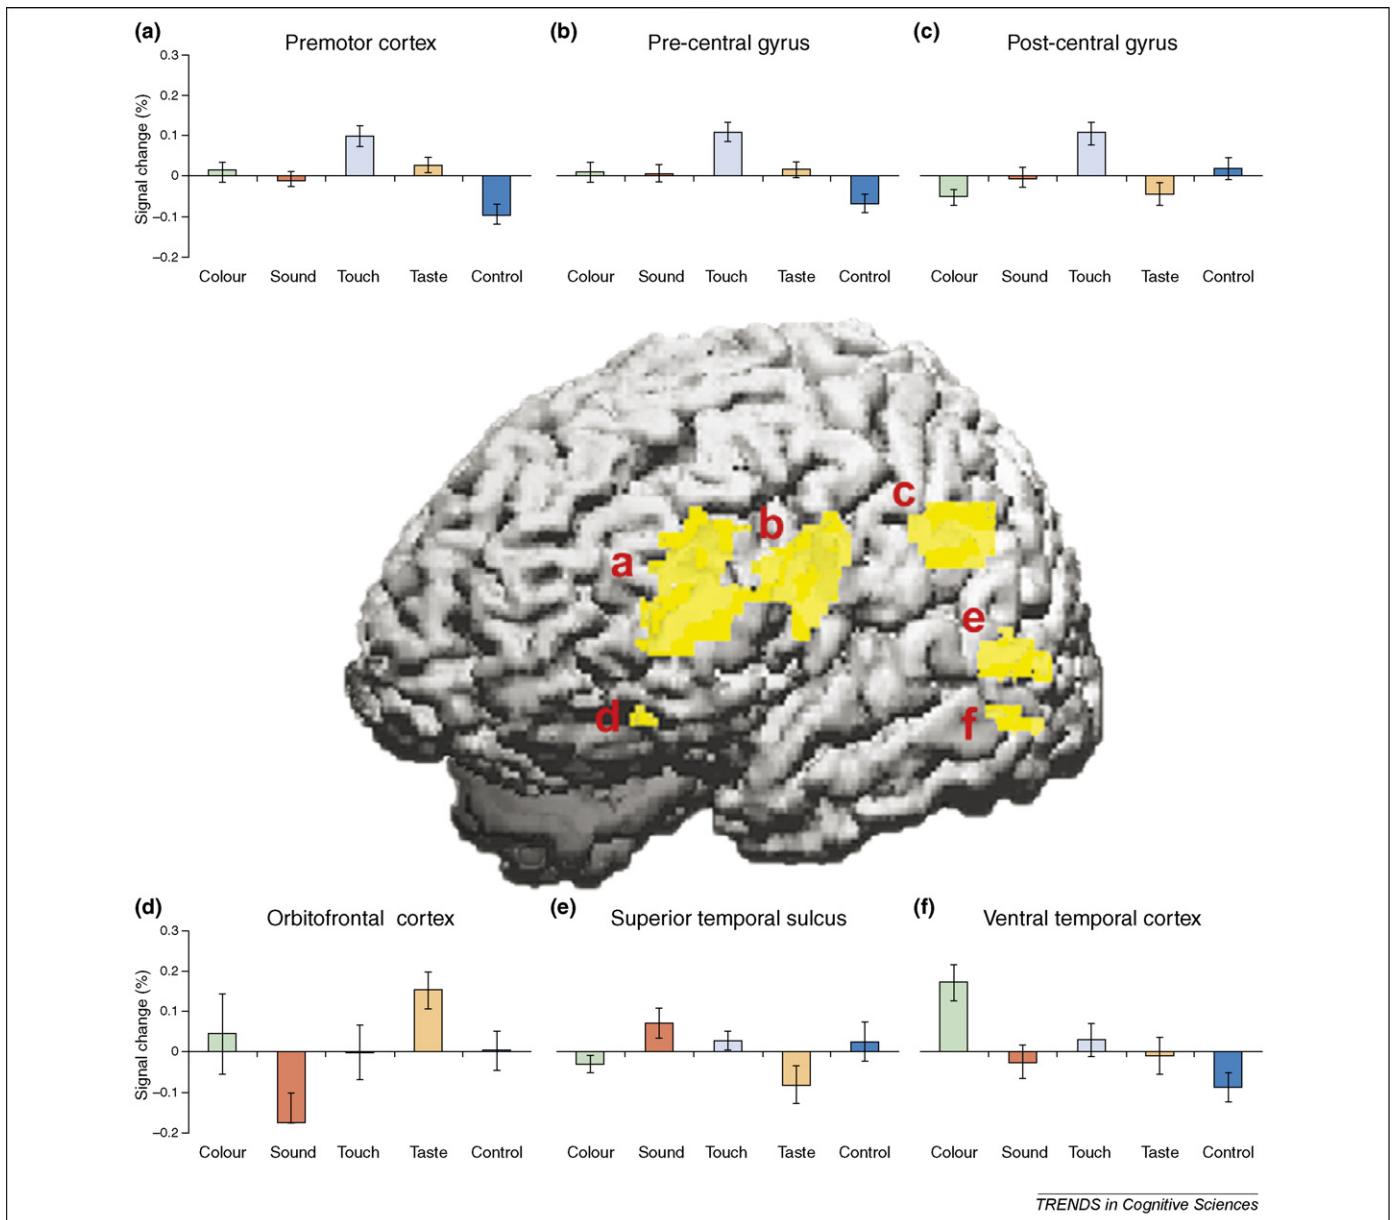 (a) Premotor cortex (b) Pre-central gyrus (c) Post-central gyrus
0.3
0.2
0.1
0
–0.1
–0.2
Signal change (%)
Colour Sound Touch Taste Control Colour Sound Touch Taste Control Colour Sound Touch Taste Control
c
b
a
e
d
f
(d) Orbitofrontal cortex (e) Superior temporal sulcus (f) Ventral temporal cortex
0.3
0.2
0.1
0
–0.1
–0.2
Signal change (%)
Colour Sound Touch Taste Control Colour Sound Touch Taste Control Colour Sound Touch Taste Control
TRENDS in Cognitive Sciences